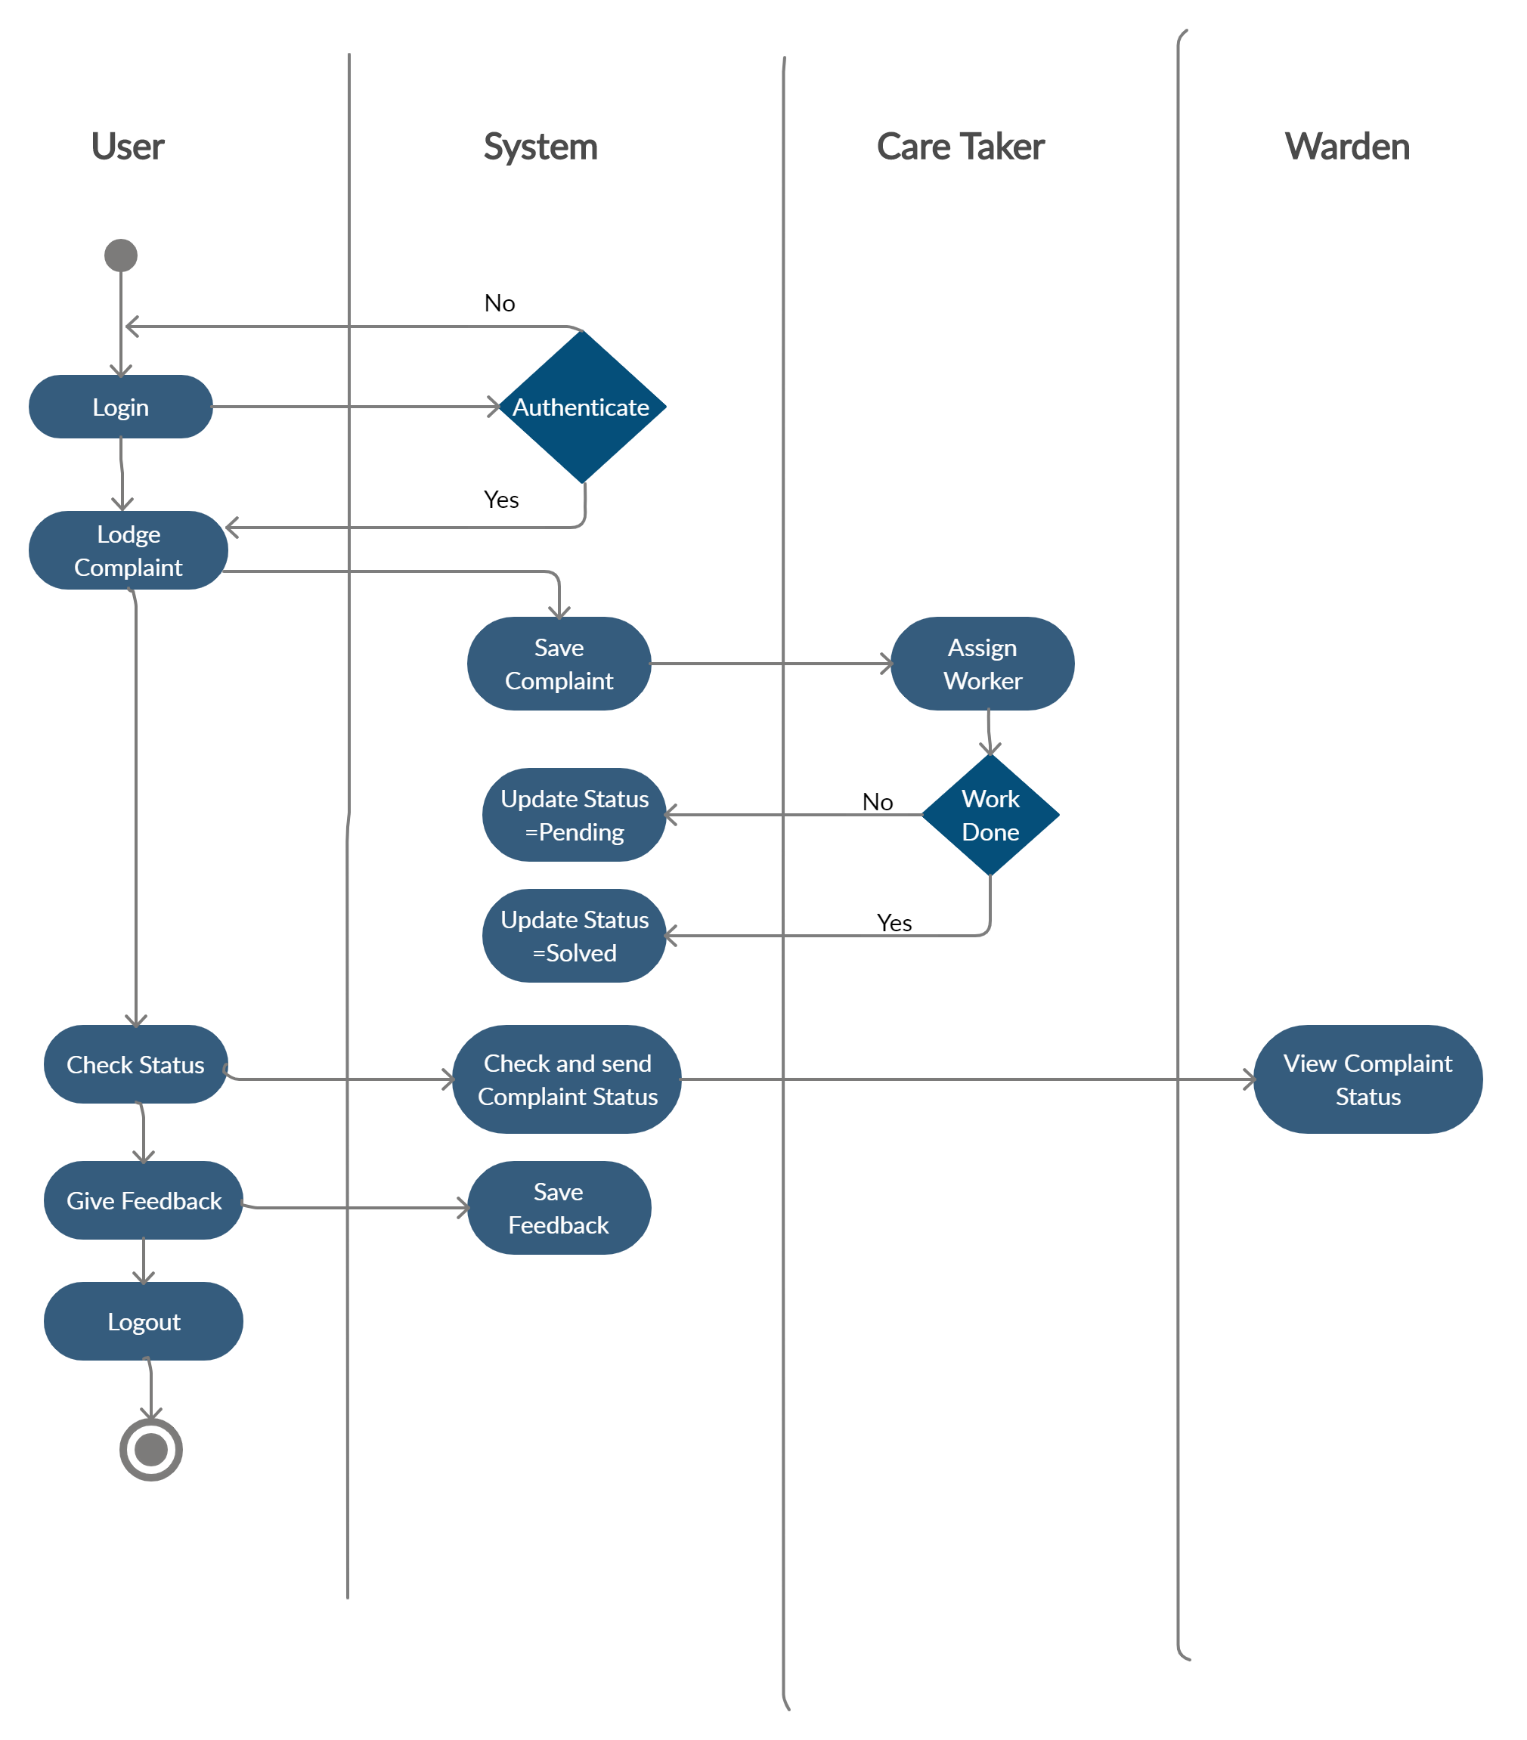 User
System
Care Taker
Warden
No
Login
Authenticate
Yes
Lodge
Complaint
Save
Complaint
Assign
Worker
Update Status
=Pending
No
Work
Done
Update Status
=Solved
Yes
Check Status
Check and send
Complaint Status
View Complaint
Status
Give Feedback
Save
Feedback
Logout